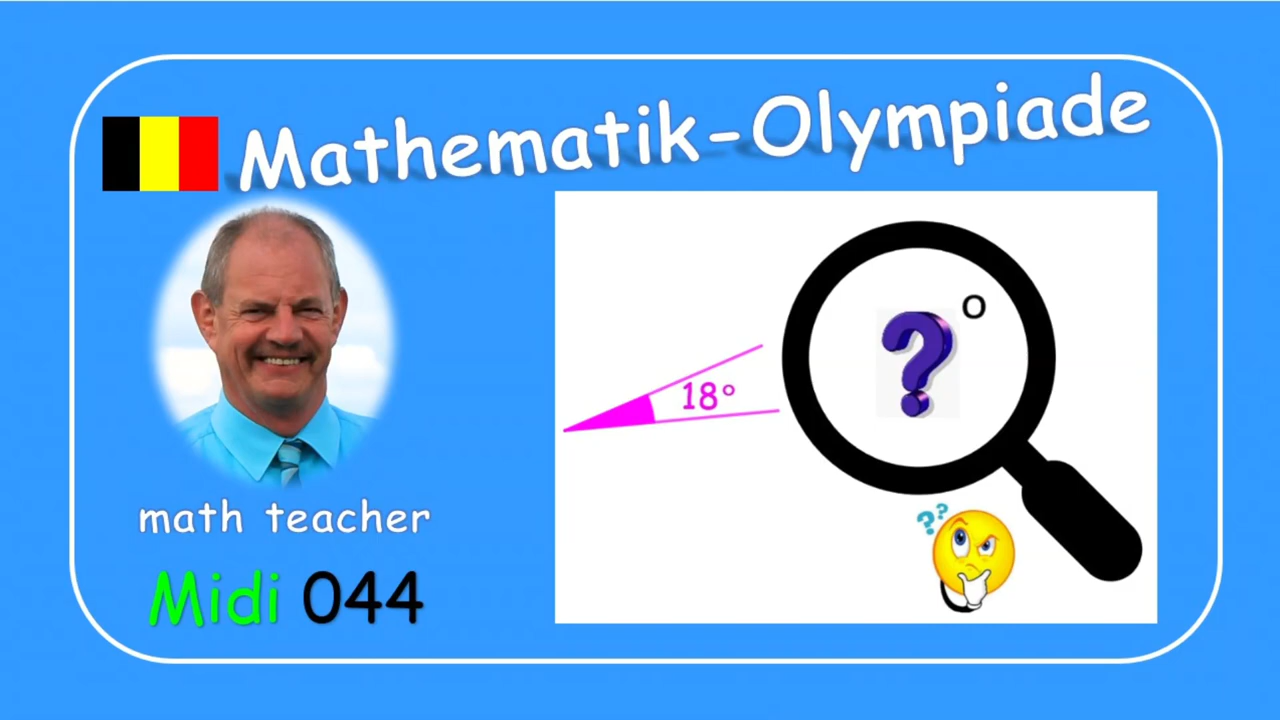 Mathematik-Olympiade
18°
? o
??
math teacher
Midi 044